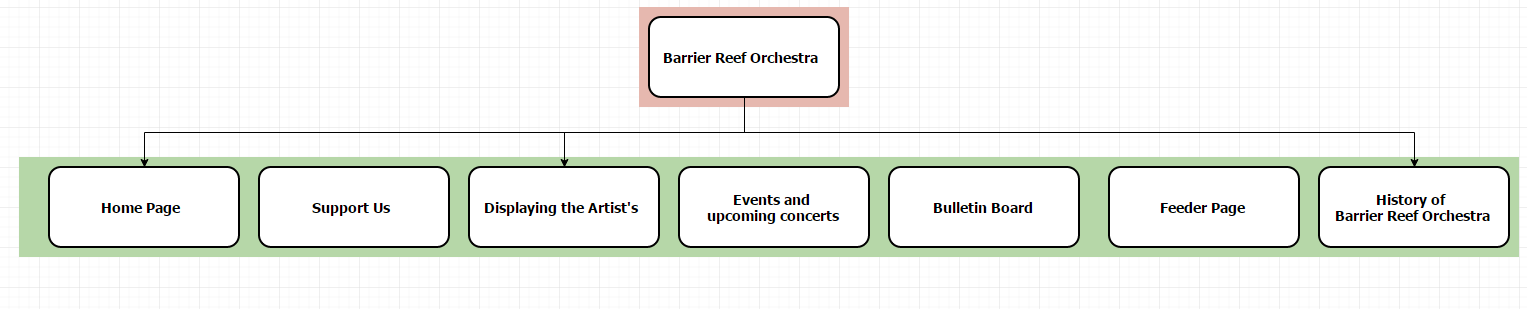 Barrier Reef Orchestra
Home Page
Support Us
Displaying the Artist's
Events and
upcoming concerts
Bulletin Board
Feeder Page
History of
Barrier Reef Orchestra